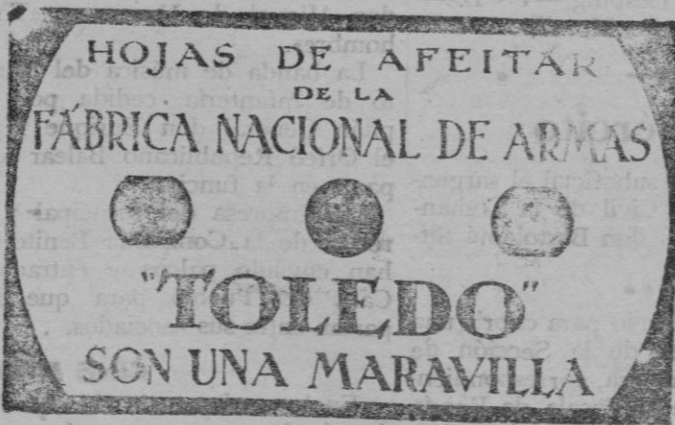 HOJAS DE AFEITAR
DE LA
FÁBRICA NACIONAL DE ARMAS
"TOLEDO"
SON UNA MARAVILLA